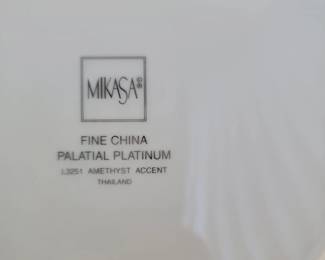 MIKASA®
FINE CHINA
PALATIAL PLATINUM
L3251 AMETHYST ACCENT
THAILAND